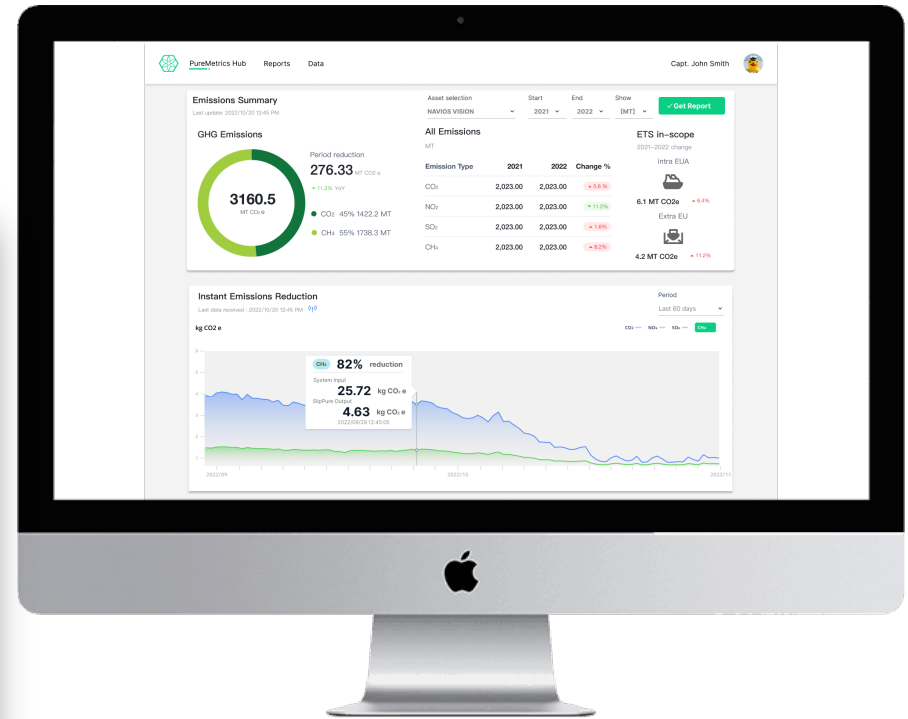 PureMetrics Hub Reports Data Capt. John Smith
Emissions Summary
Last update: 2022/10/20 12:45 PM
Asset selection Start End Show
NAVIOS VISION 2021 2022 [MT] Get Report
GHG Emissions
3160.5
MT CO₂ e
Period reduction
276.33 MT CO2 e
11.2% YoY
CO₂ 45% 1422.2 MT
CH₄ 55% 1738.3 MT
All Emissions
MT
Emission Type 2021 2022 Change %
CO₂ 2,023.00 2,023.00 5.6 %
NO₂ 2,023.00 2,023.00 11.2%
SO₂ 2,023.00 2,023.00 1.6%
CH₄ 2,023.00 2,023.00 8.2%
ETS in-scope
2021-2022 change
Intra EUA
6.1 MT CO2e 6.4%
Extra EU
4.2 MT CO2e 11.2%
Instant Emissions Reduction
Last data received : 2022/10/20 12:45 PM
Period
Last 60 days
kg CO2 e
CO₂ NO₂ SO₂ CH₄
6
5
4
3
2
1
CH₄ 82% reduction
System Input
25.72 kg CO₂ e
SlipPure Output
4.63 kg CO₂ e
2022/09/29 12:45:05
2022/09 2022/10 2022/11